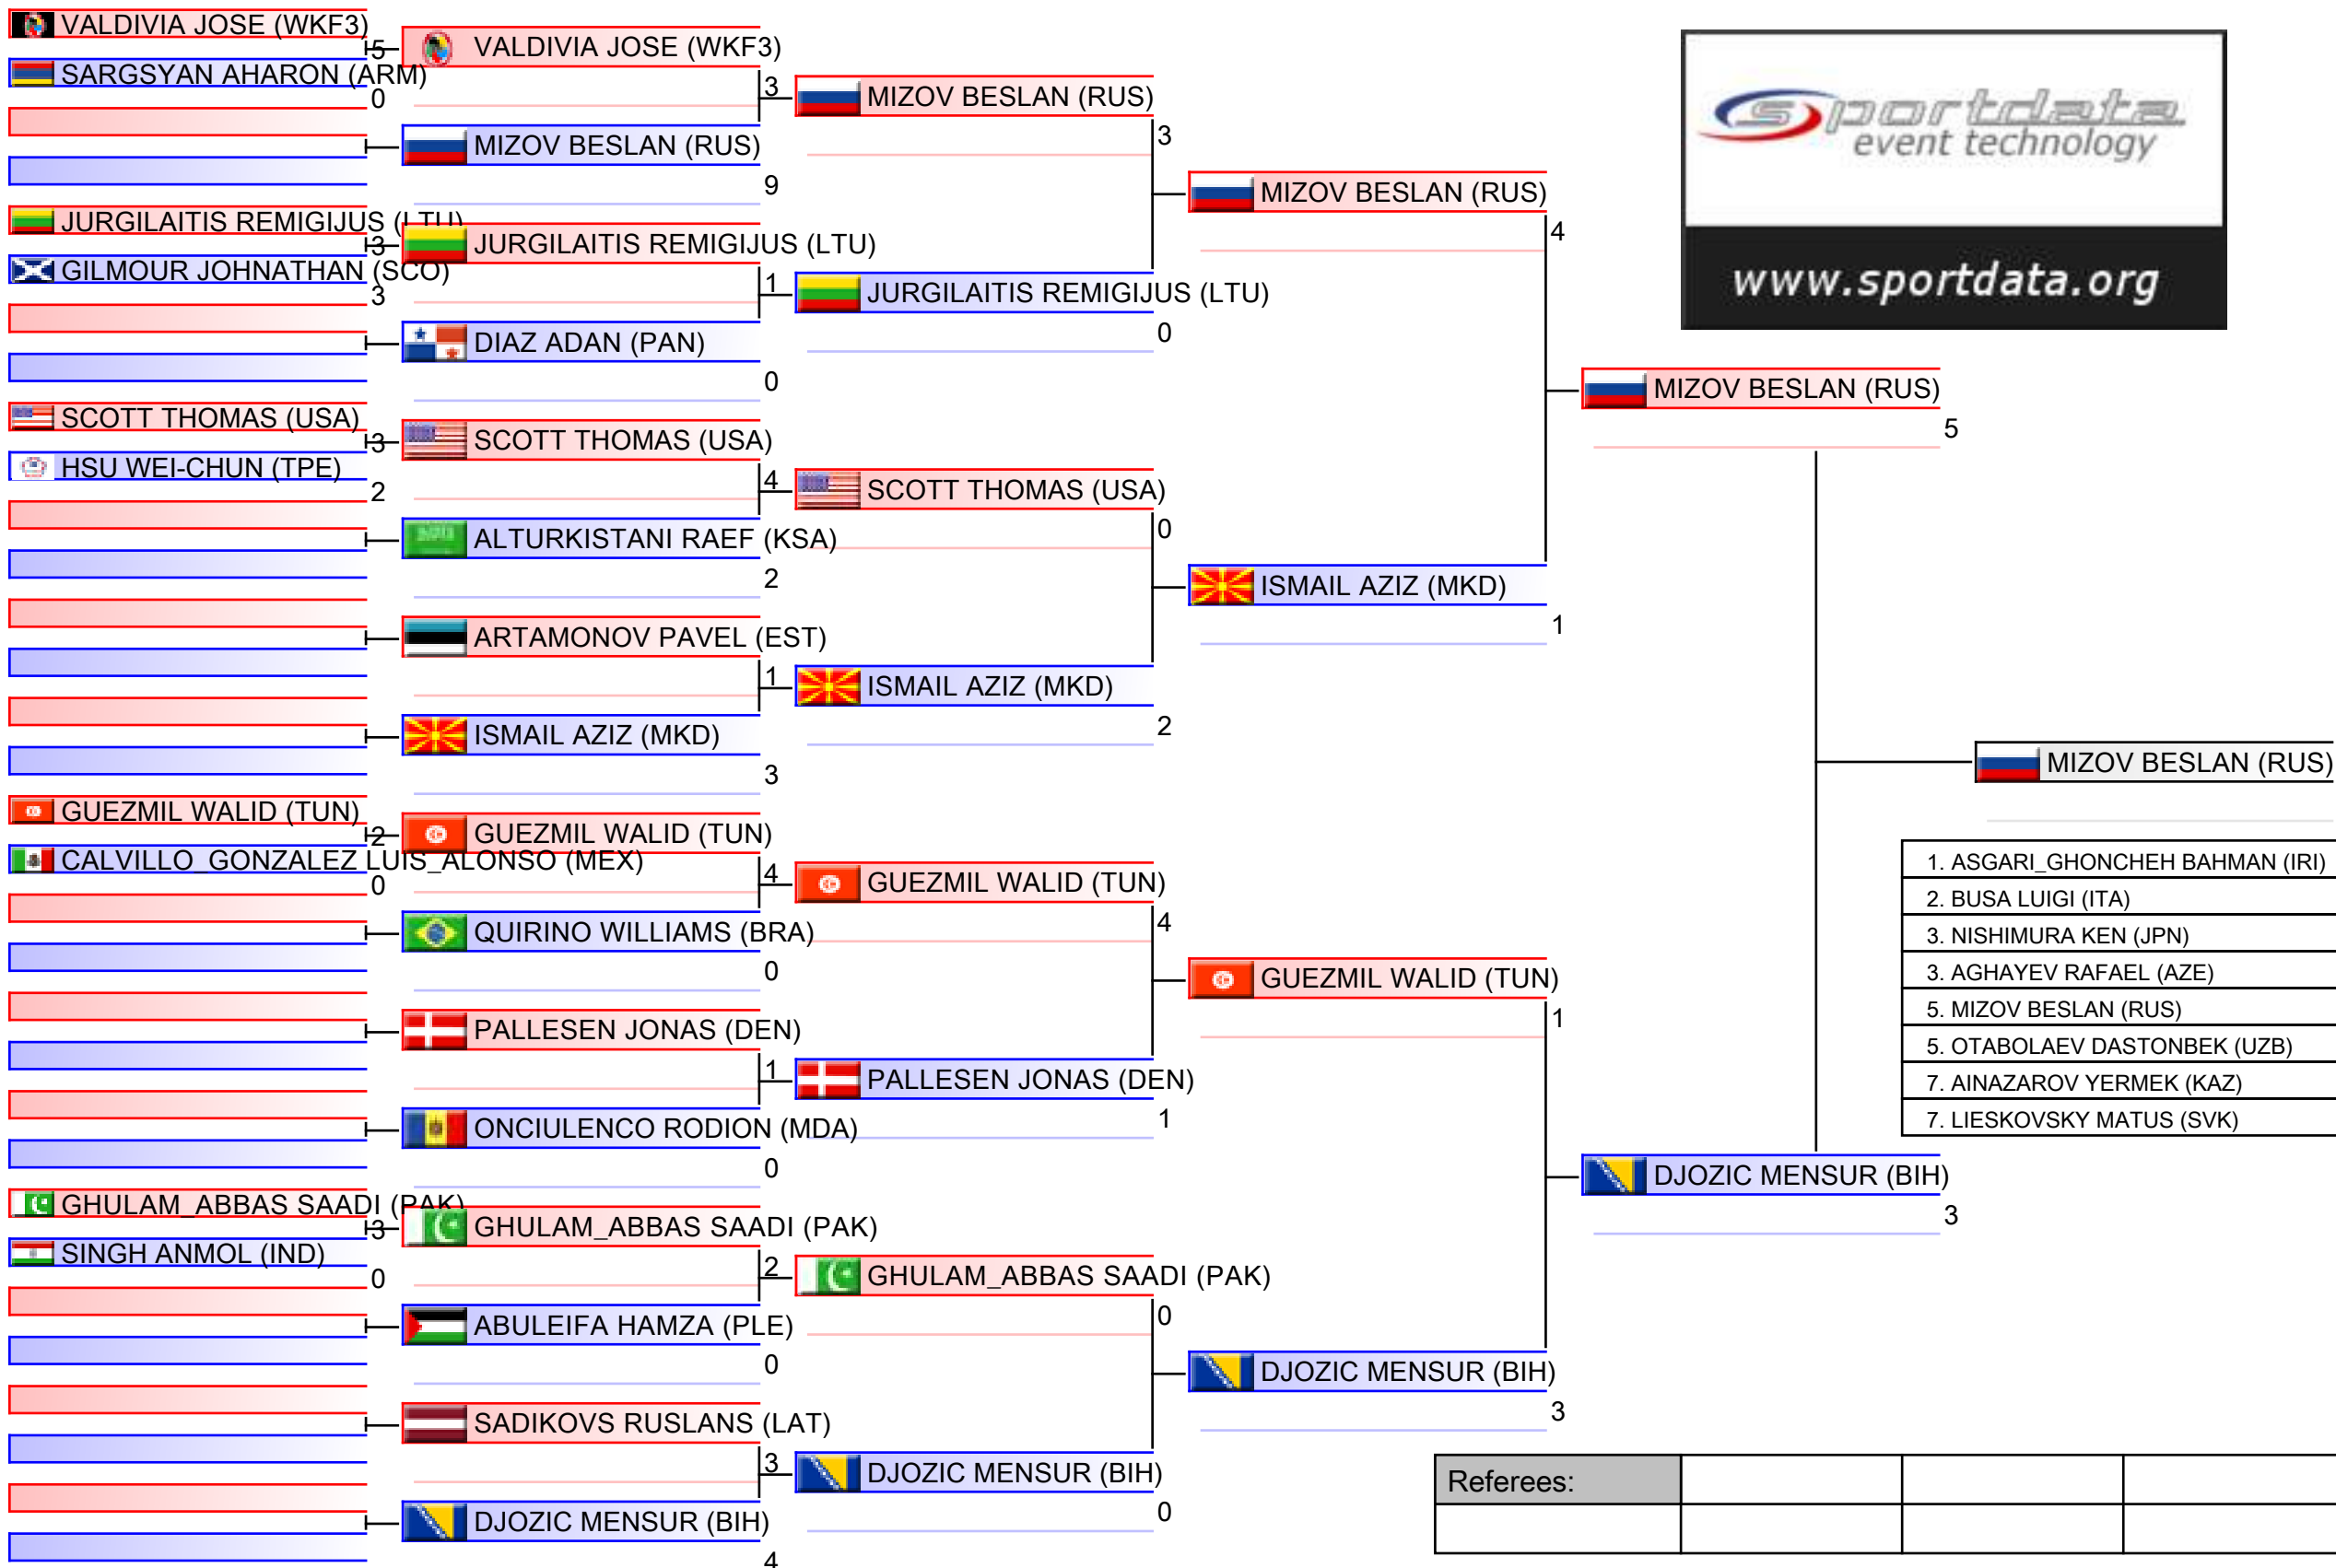 VALDIVIA JOSE (WKF3)
5
SARGSYAN AHARON (ARM)
0
JURGILAITIS REMIGIJUS (LTU)
3
GILMOUR JOHNATHAN (SCO)
3
SCOTT THOMAS (USA)
3
HSU WEI-CHUN (TPE)
2
GUEZMIL WALID (TUN)
2
CALVILLO_GONZALEZ LUIS_ALONSO (MEX)
0
GHULAM_ABBAS SAADI (PAK)
3
SINGH ANMOL (IND)
0
VALDIVIA JOSE (WKF3)
3
MIZOV BESLAN (RUS)
9
JURGILAITIS REMIGIJUS (LTU)
1
DIAZ ADAN (PAN)
0
SCOTT THOMAS (USA)
4
ALTURKISTANI RAEF (KSA)
2
ARTAMONOV PAVEL (EST)
1
ISMAIL AZIZ (MKD)
3
GUEZMIL WALID (TUN)
4
QUIRINO WILLIAMS (BRA)
0
PALLESEN JONAS (DEN)
1
ONCIULENCO RODION (MDA)
0
GHULAM_ABBAS SAADI (PAK)
2
ABULEIFA HAMZA (PLE)
0
SADIKOVS RUSLANS (LAT)
3
DJOZIC MENSUR (BIH)
4
MIZOV BESLAN (RUS)
3
JURGILAITIS REMIGIJUS (LTU)
0
SCOTT THOMAS (USA)
0
ISMAIL AZIZ (MKD)
2
GUEZMIL WALID (TUN)
4
PALLESEN JONAS (DEN)
1
GHULAM_ABBAS SAADI (PAK)
0
DJOZIC MENSUR (BIH)
0
MIZOV BESLAN (RUS)
4
ISMAIL AZIZ (MKD)
1
GUEZMIL WALID (TUN)
1
DJOZIC MENSUR (BIH)
3
MIZOV BESLAN (RUS)
5
DJOZIC MENSUR (BIH)
3
MIZOV BESLAN (RUS)
sportdata
event technology
www.sportdata.org
1. ASGARI_GHONCHEH BAHMAN (IRI)
2. BUSA LUIGI (ITA)
3. NISHIMURA KEN (JPN)
3. AGHAYEV RAFAEL (AZE)
5. MIZOV BESLAN (RUS)
5. OTABOLAEV DASTONBEK (UZB)
7. AINAZAROV YERMEK (KAZ)
7. LIESKOVSKY MATUS (SVK)
Referees: